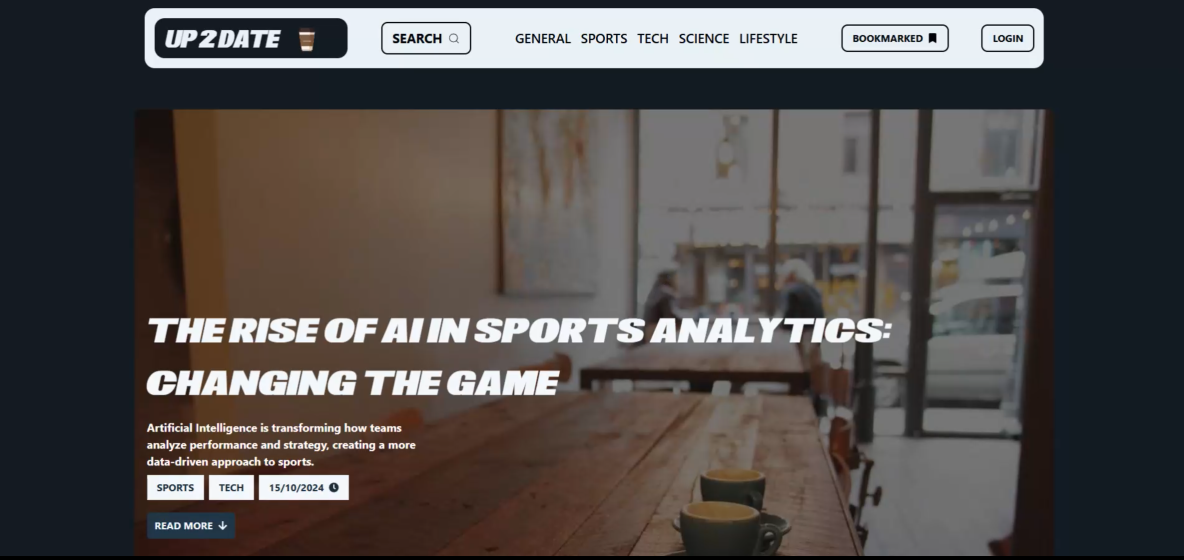 UP2DATE
SEARCH
GENERAL SPORTS TECH SCIENCE LIFESTYLE
BOOKMARKED
LOGIN
THE RISE OF AI IN SPORTS ANALYTICS:
CHANGING THE GAME
Artificial Intelligence is transforming how teams
analyze performance and strategy, creating a more
data-driven approach to sports.
SPORTS TECH 15/10/2024
READ MORE